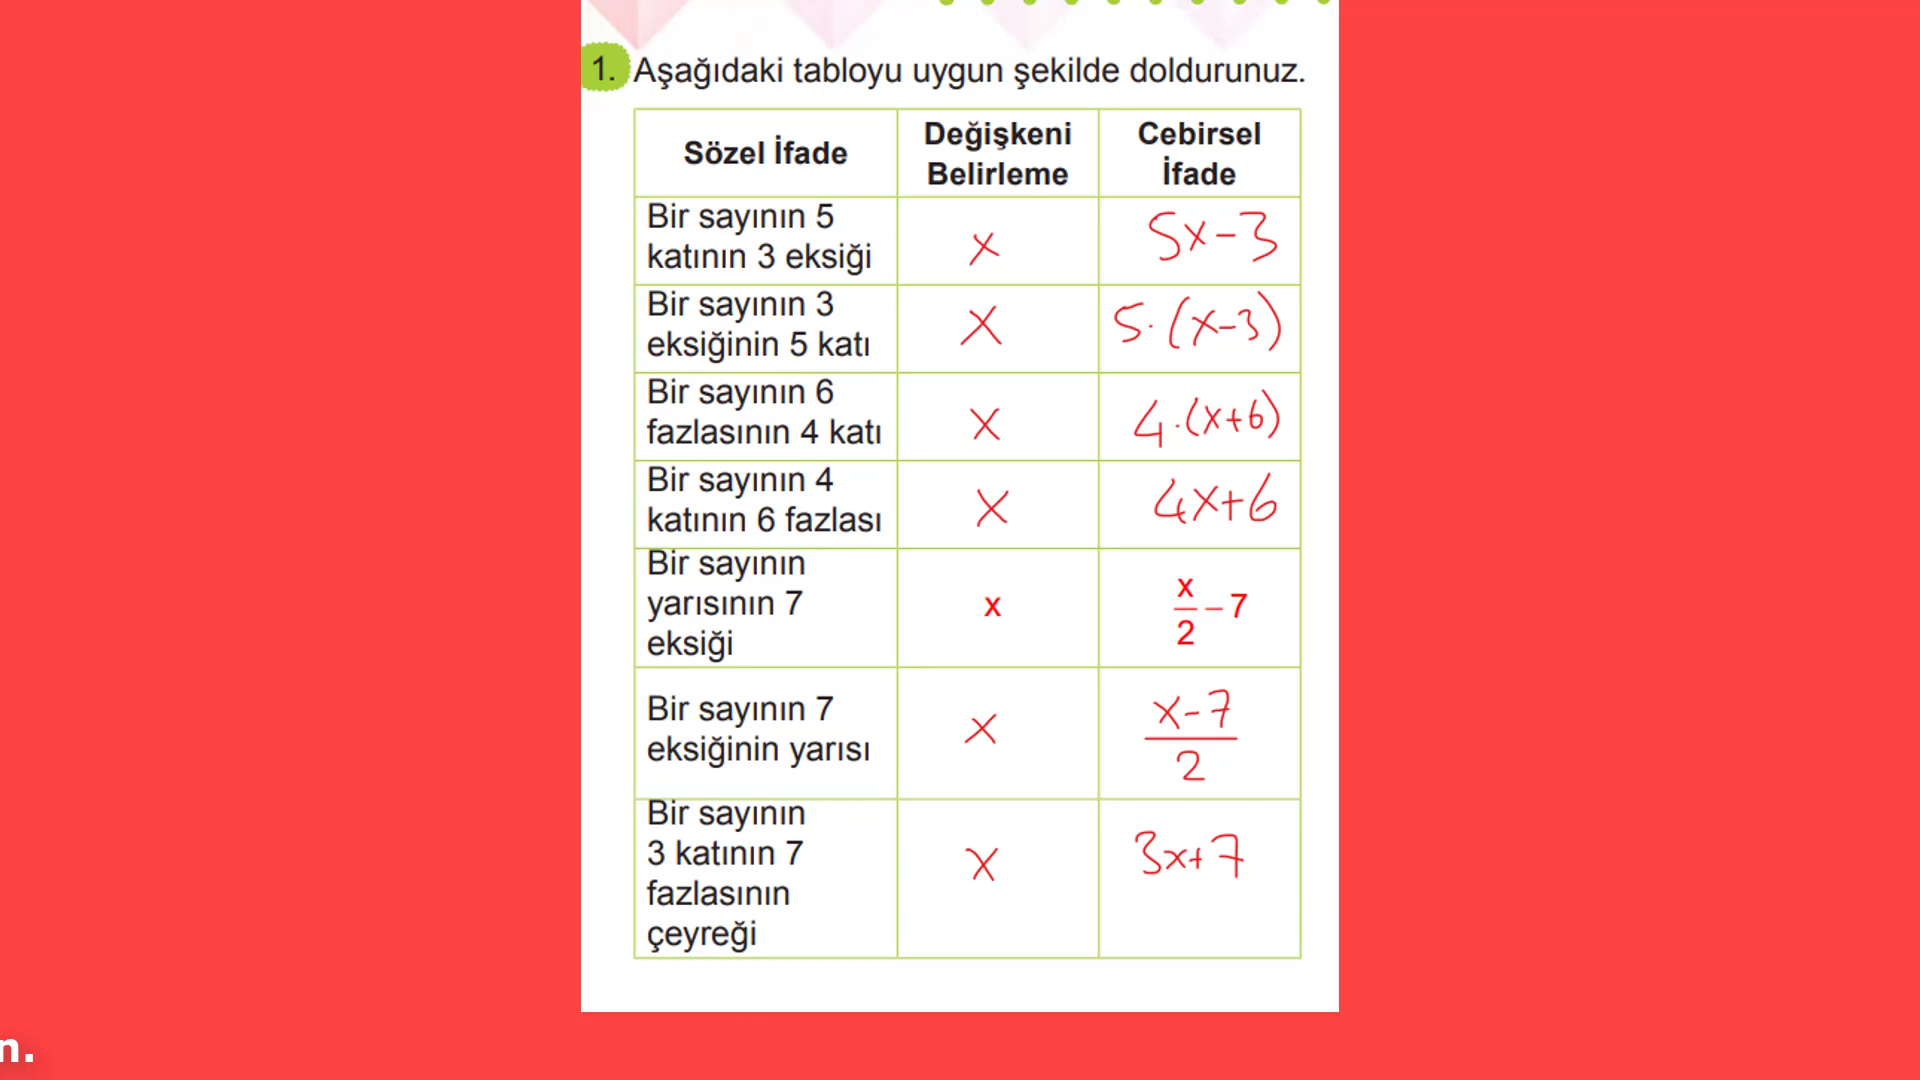 1. Aşağıdaki tabloyu uygun şekilde doldurunuz.
Sözel İfade
Değişkeni
Belirleme
Cebirsel
İfade
Bir sayının 5
katının 3 eksiği
x
5x-3
Bir sayının 3
eksiğinin 5 katı
x
5·(x-3)
Bir sayının 6
fazlasının 4 katı
x
4·(x+6)
Bir sayının 4
katının 6 fazlası
x
4x+6
Bir sayının
yarısının 7
eksiği
x
x/2 - 7
Bir sayının 7
eksiğinin yarısı
x
x-7
2
Bir sayının
3 katının 7
fazlasının
çeyreği
x
3x+7
n.